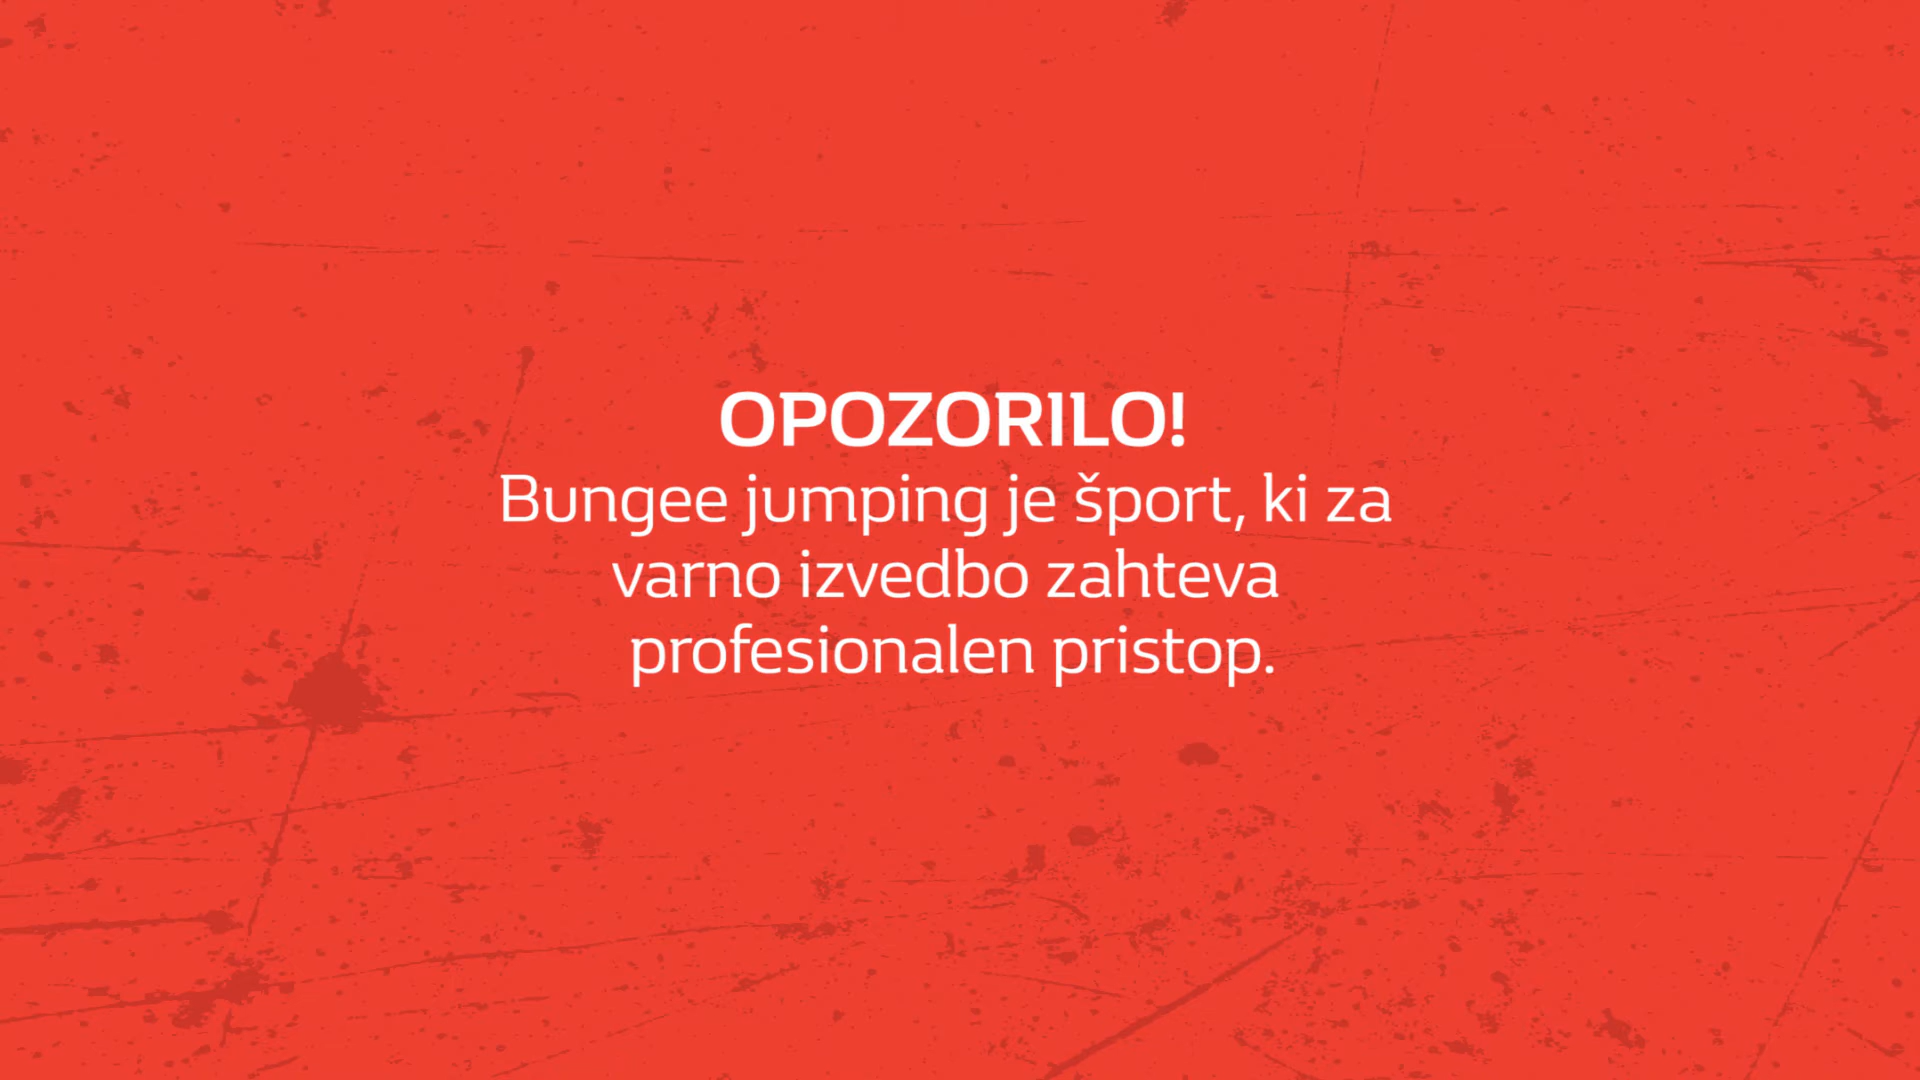 OPOZORILO!
Bungee jumping je šport, ki za
varno izvedbo zahteva
profesionalen pristop.